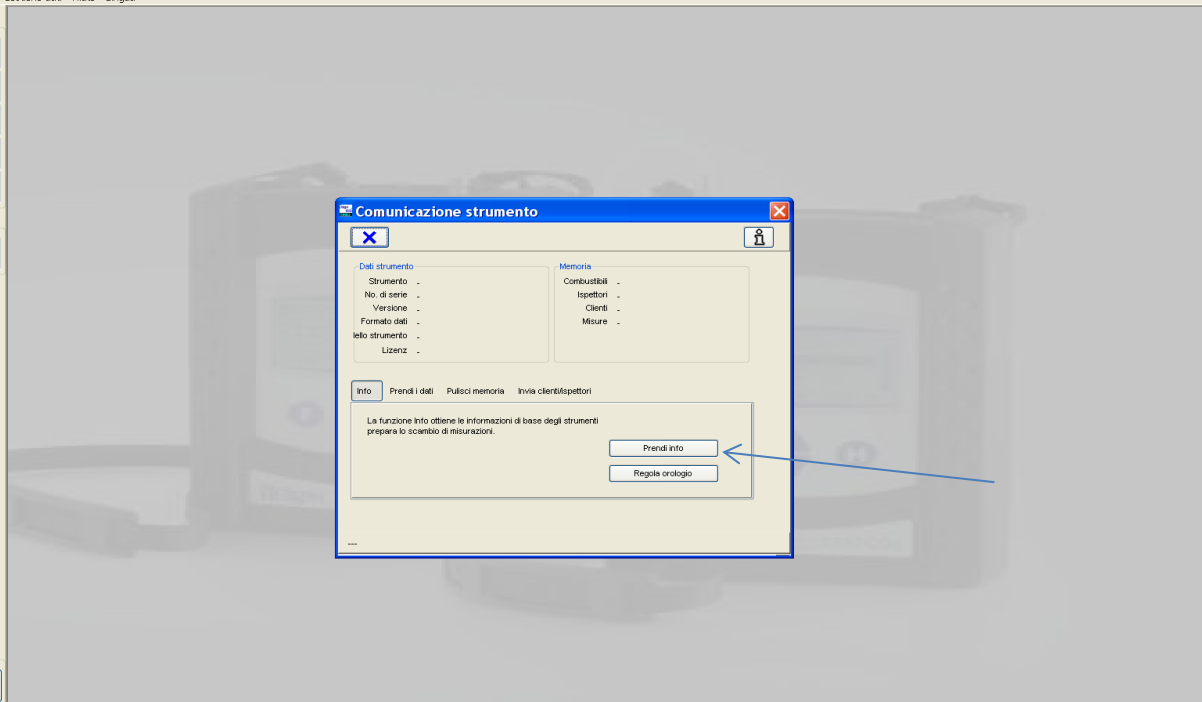 Comunicazione strumento
Dati strumento
Strumento -
No. di serie -
Versione -
Formato dati -
llo strumento -
Lizenz -
Memoria
Combustibili -
Ispettori -
Clienti -
Misure -
Info Prendi i dati Pulisci memoria Invia clienti/ispettori
La funzione Info ottiene le informazioni di base degli strumenti
prepara lo scambio di misurazioni.
Prendi info
Regola orologio
---